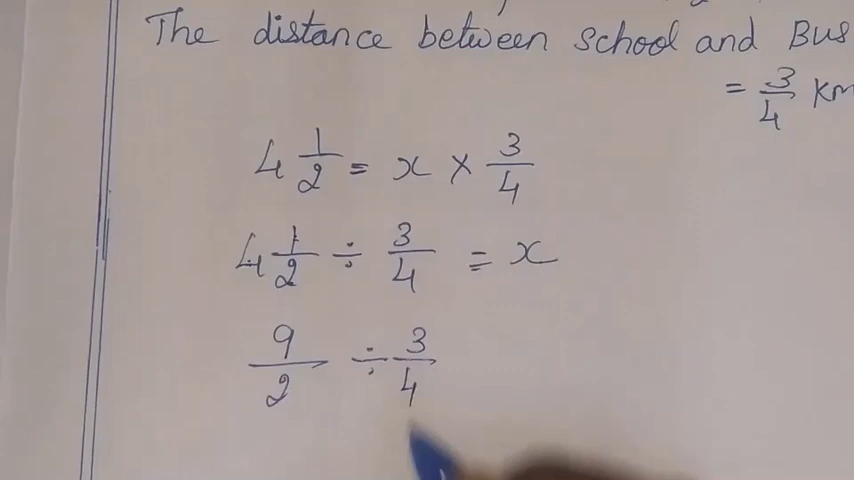 The distance between school and Bus
= 3/4 Km
4 1/2 = x × 3/4
4 1/2 ÷ 3/4 = x
9/2 ÷ 3/4